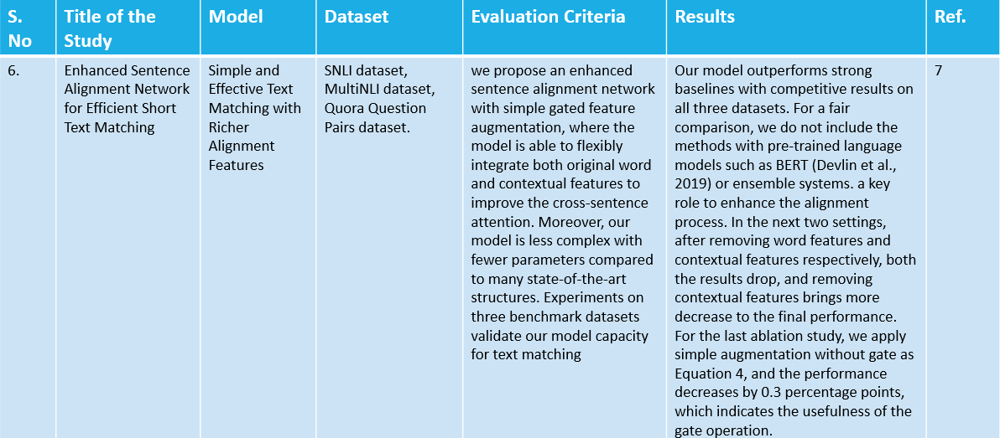 S.
No
Title of the
Study
Model
Dataset
Evaluation Criteria
Results
Ref.
6.
Enhanced Sentence
Alignment Network
for Efficient Short
Text Matching
Simple and
Effective Text
Matching with
Richer
Alignment
Features
SNLI dataset,
MultiNLI dataset,
Quora Question
Pairs dataset.
we propose an enhanced
sentence alignment network
with simple gated feature
augmentation, where the
model is able to flexibly
integrate both original word
and contextual features to
improve the cross-sentence
attention. Moreover, our
model is less complex with
fewer parameters compared
to many state-of-the-art
structures. Experiments on
three benchmark datasets
validate our model capacity
for text matching
Our model outperforms strong
baselines with competitive results on
all three datasets. For a fair
comparison, we do not include the
methods with pre-trained language
models such as BERT (Devlin et al.,
2019) or ensemble systems. a key
role to enhance the alignment
process. In the next two settings,
after removing word features and
contextual features respectively, both
the results drop, and removing
contextual features brings more
decrease to the final performance.
For the last ablation study, we apply
simple augmentation without gate as
Equation 4, and the performance
decreases by 0.3 percentage points,
which indicates the usefulness of the
gate operation.
7